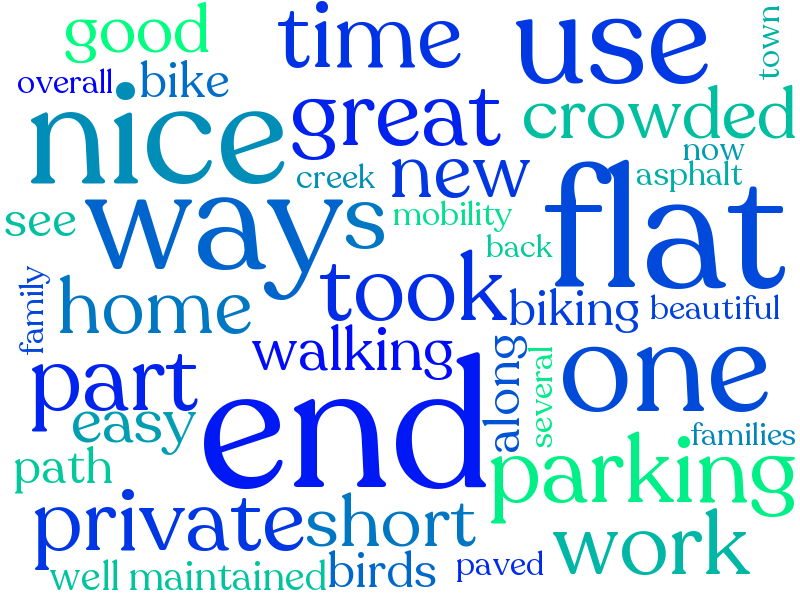 good
time
use
town
overall
bike
nice
great
crowded
now
creek
new
asphalt
see
ways
mobility
back
flat
family
home
took
biking
beautiful
walking
part
easy
end
along
several
one
families
path
parking
private
short
work
well maintained
birds
paved